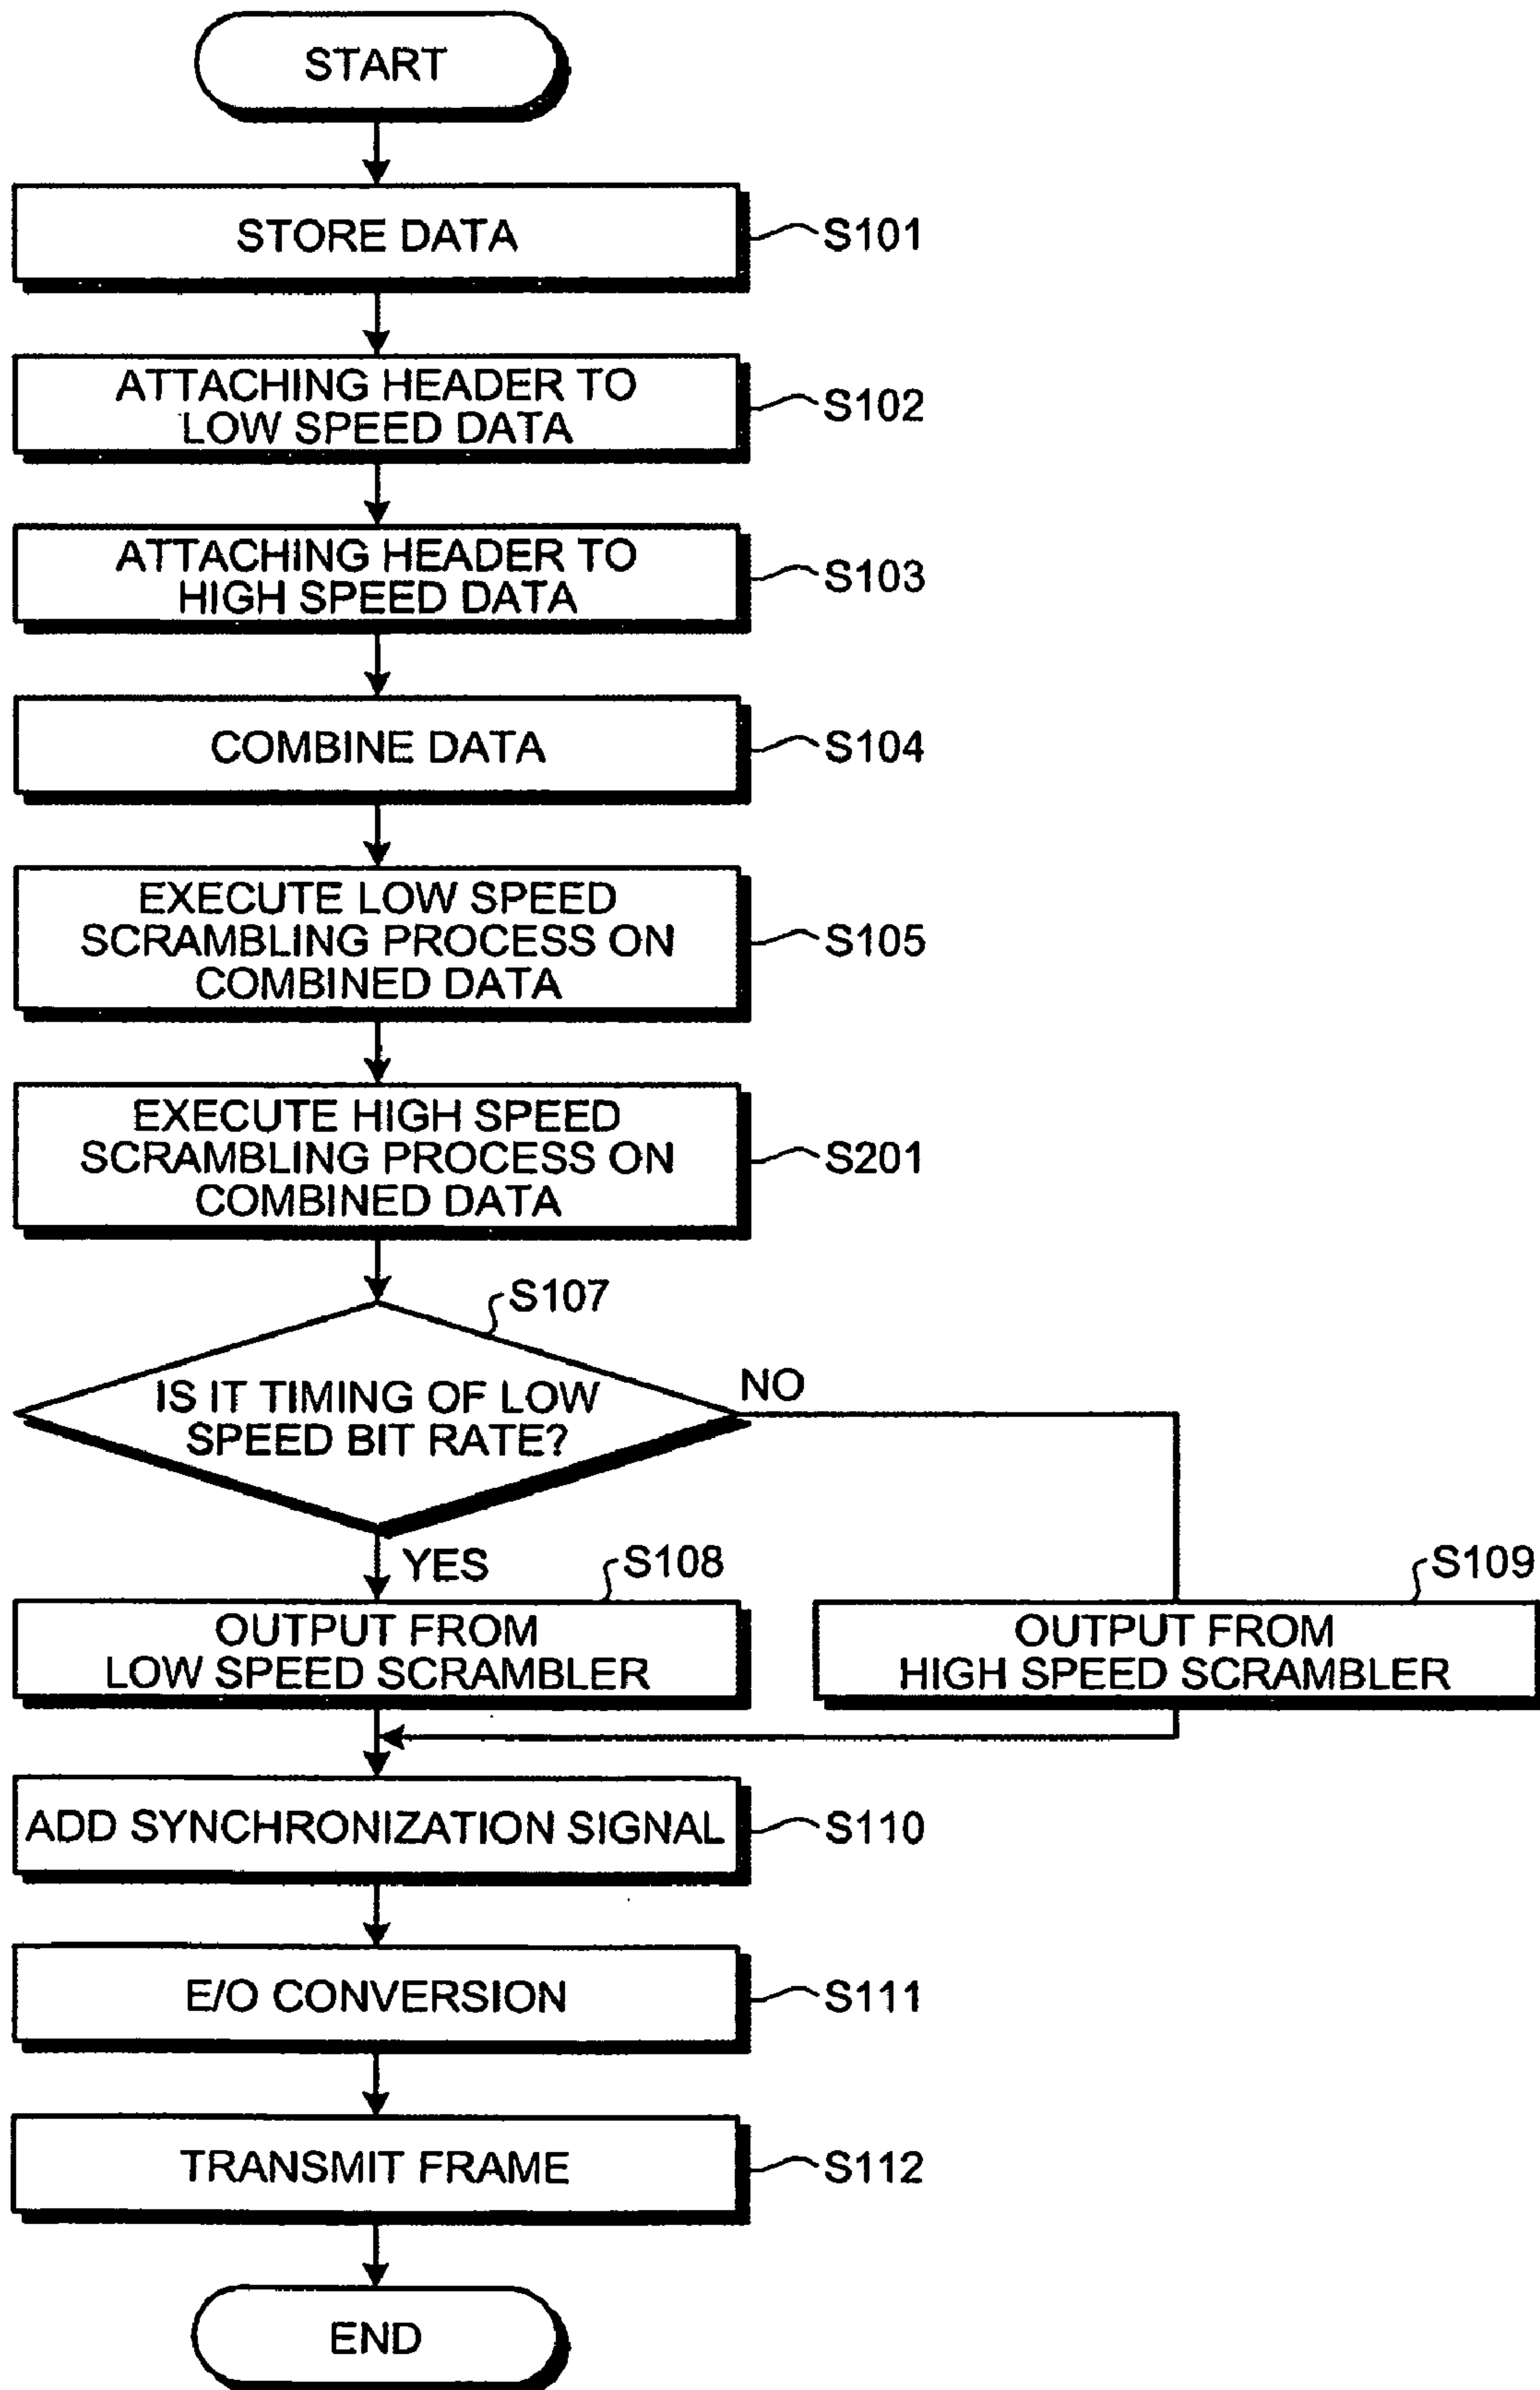 START
STORE DATA
S101
ATTACHING HEADER TO
LOW SPEED DATA
S102
ATTACHING HEADER TO
HIGH SPEED DATA
S103
COMBINE DATA
S104
EXECUTE LOW SPEED
SCRAMBLING PROCESS ON
COMBINED DATA
S105
EXECUTE HIGH SPEED
SCRAMBLING PROCESS ON
COMBINED DATA
S201
S107
IS IT TIMING OF LOW
SPEED BIT RATE?
NO
YES
S108
OUTPUT FROM
LOW SPEED SCRAMBLER
S109
OUTPUT FROM
HIGH SPEED SCRAMBLER
ADD SYNCHRONIZATION SIGNAL
S110
E/O CONVERSION
S111
TRANSMIT FRAME
S112
END